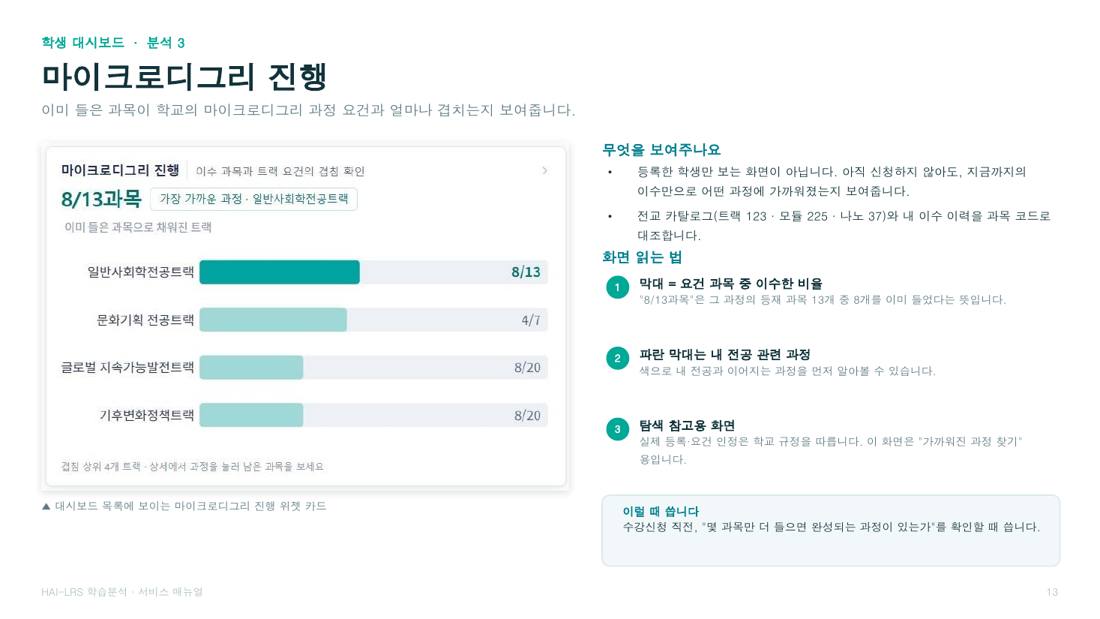 학생 대시보드 · 분석 3
마이크로디그리 진행
이미 들은 과목이 학교의 마이크로디그리 과정 요건과 얼마나 겹치는지 보여줍니다.
마이크로디그리 진행 이수 과목과 트랙 요건의 겹침 확인
8/13과목 가장 가까운 과정 · 일반사회학전공트랙
이미 들은 과목으로 채워진 트랙
일반사회학전공트랙 8/13
문화기획 전공트랙 4/7
글로벌 지속가능발전트랙 8/20
기후변화정책트랙 8/20
겹침 상위 4개 트랙 · 상세에서 과정을 눌러 남은 과목을 보세요
▲ 대시보드 목록에 보이는 마이크로디그리 진행 위젯 카드
무엇을 보여주나요
• 등록한 학생만 보는 화면이 아닙니다. 아직 신청하지 않아도, 지금까지의
이수만으로 어떤 과정에 가까워졌는지 보여줍니다.
• 전교 카탈로그(트랙 123 · 모듈 225 · 나노 37)와 내 이수 이력을 과목 코드로
대조합니다.
화면 읽는 법
1 막대 = 요건 과목 중 이수한 비율
"8/13과목"은 그 과정의 등재 과목 13개 중 8개를 이미 들었다는 뜻입니다.
2 파란 막대는 내 전공 관련 과정
색으로 내 전공과 이어지는 과정을 먼저 알아볼 수 있습니다.
3 탐색 참고용 화면
실제 등록·요건 인정은 학교 규정을 따릅니다. 이 화면은 "가까워진 과정 찾기"
용입니다.
이럴 때 씁니다
수강신청 직전, "몇 과목만 더 들으면 완성되는 과정이 있는가"를 확인할 때 씁니다.
HAI-LRS 학습분석 · 서비스 매뉴얼
13